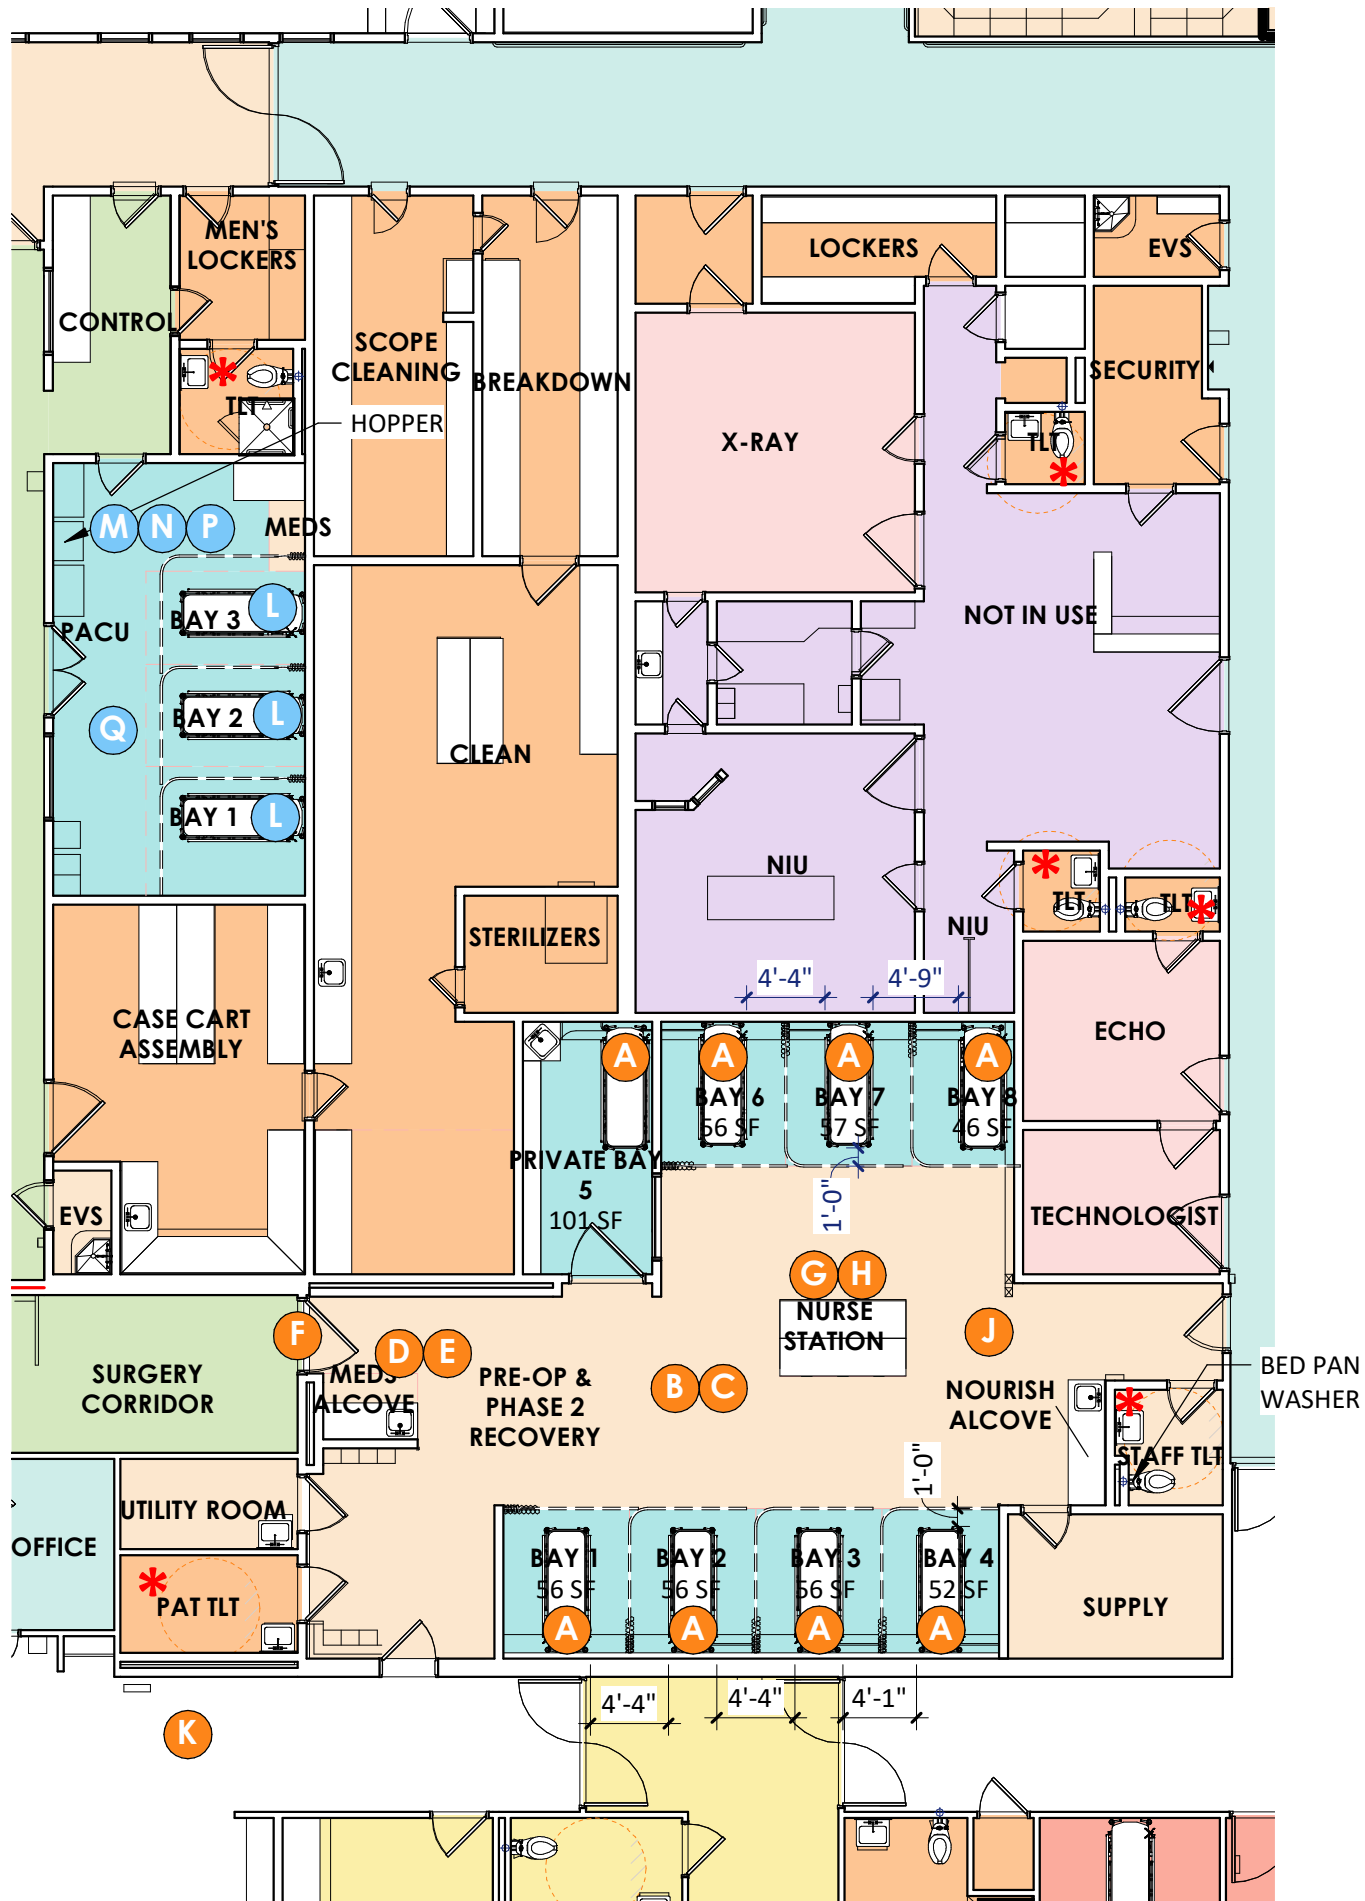 MEN'S
LOCKERS
LOCKERS
EVS
CONTROL
SCOPE
CLEANING
BREAKDOWN
SECURITY
TLT
HOPPER
X-RAY
TLT
M N P
MEDS
BAY 3
L
PACU
NOT IN USE
BAY 2
L
Q
CLEAN
BAY 1
L
NIU
TLT
TLT
STERILIZERS
NIU
4'-4"
4'-9"
CASE CART
ASSEMBLY
ECHO
A
A
A
A
BAY 6
56 SF
BAY 7
57 SF
BAY 8
46 SF
PRIVATE BAY
5
101 SF
1'-0"
EVS
TECHNOLOGIST
G H
NURSE
STATION
F
D E
J
SURGERY
CORRIDOR
MEDS
ALCOVE
PRE-OP &
PHASE 2
RECOVERY
B C
NOURISH
ALCOVE
BED PAN
WASHER
STAFF TLT
1'-0"
UTILITY ROOM
OFFICE
BAY 1
56 SF
A
BAY 2
56 SF
A
BAY 3
56 SF
A
BAY 4
52 SF
A
PAT TLT
SUPPLY
4'-4"
4'-4"
4'-1"
K